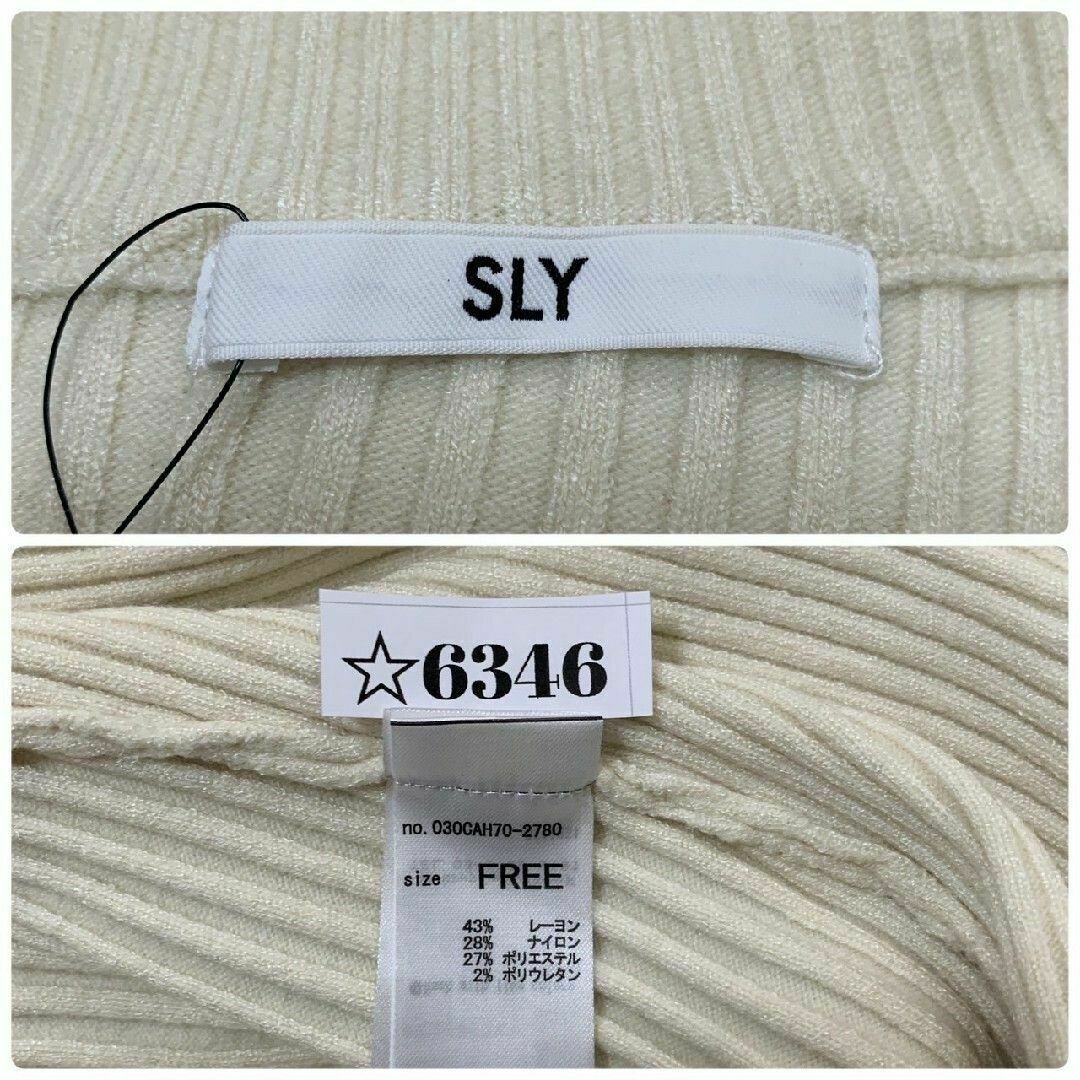 SLY
☆6346
no. 030CAH70-2780
size FREE
43% レーヨン
28% ナイロン
27% ポリエステル
2% ポリウレタン